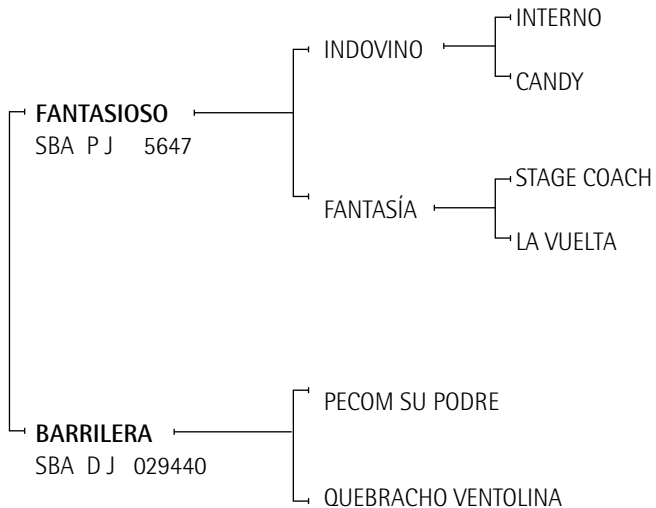 INTERNO
INDOVINO
CANDY
FANTASIOSO
SBA P J 5647
STAGE COACH
FANTASÍA
LA VUELTA
PECOM SU PODRE
BARRILERA
SBA D J 029440
QUEBRACHO VENTOLINA